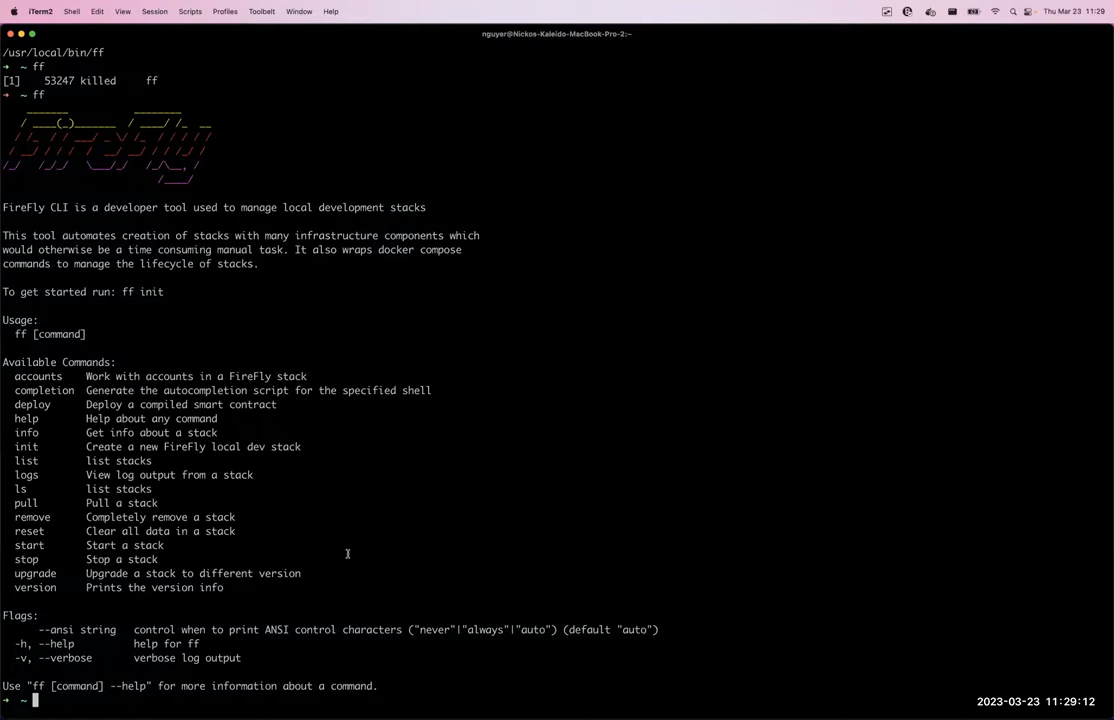 iTerm2 Shell Edit View Session Scripts Profiles Toolbelt Window Help Thu Mar 23 11:29
nguyer@Nickos-Kaleido-MacBook-Pro-2:~
/usr/local/bin/ff
➜ ~ ff
[1] 53247 killed ff
➜ ~ ff
FireFly
FireFly CLI is a developer tool used to manage local development stacks
This tool automates creation of stacks with many infrastructure components which
would otherwise be a time consuming manual task. It also wraps docker compose
commands to manage the lifecycle of stacks.
To get started run: ff init
Usage:
ff [command]
Available Commands:
accounts Work with accounts in a FireFly stack
completion Generate the autocompletion script for the specified shell
deploy Deploy a compiled smart contract
help Help about any command
info Get info about a stack
init Create a new FireFly local dev stack
list list stacks
logs View log output from a stack
ls list stacks
pull Pull a stack
remove Completely remove a stack
reset Clear all data in a stack
start Start a stack
stop Stop a stack
upgrade Upgrade a stack to different version
version Prints the version info
Flags:
--ansi string control when to print ANSI control characters ("never"|"always"|"auto") (default "auto")
-h, --help help for ff
-v, --verbose verbose log output
Use "ff [command] --help" for more information about a command.
➜ ~
2023-03-23 11:29:12